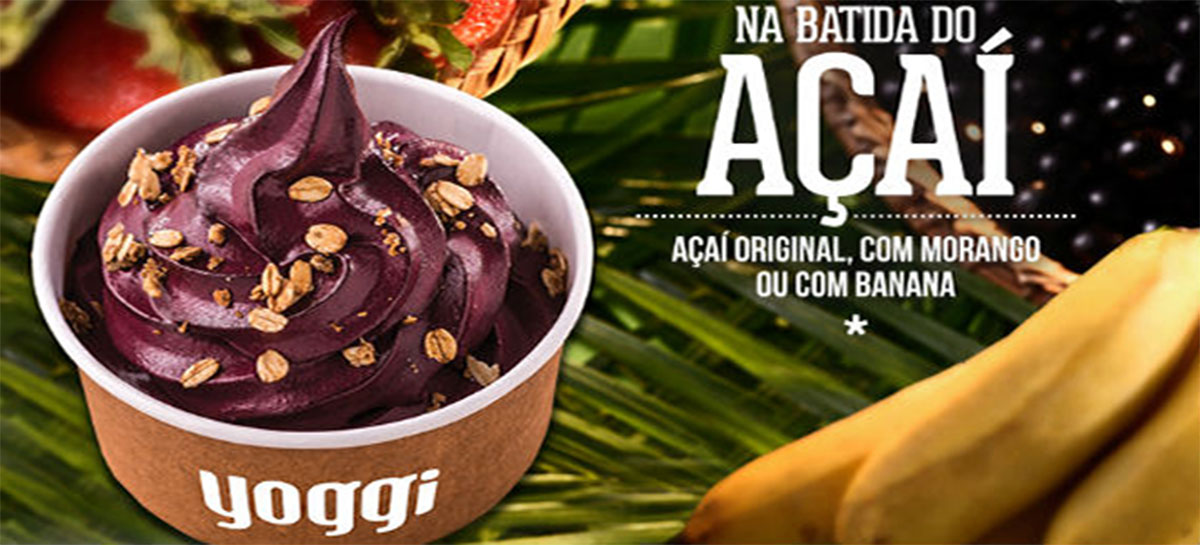 NA BATIDA DO
AÇAÍ
AÇAÍ ORIGINAL, COM MORANGO
OU COM BANANA
*
yoggi